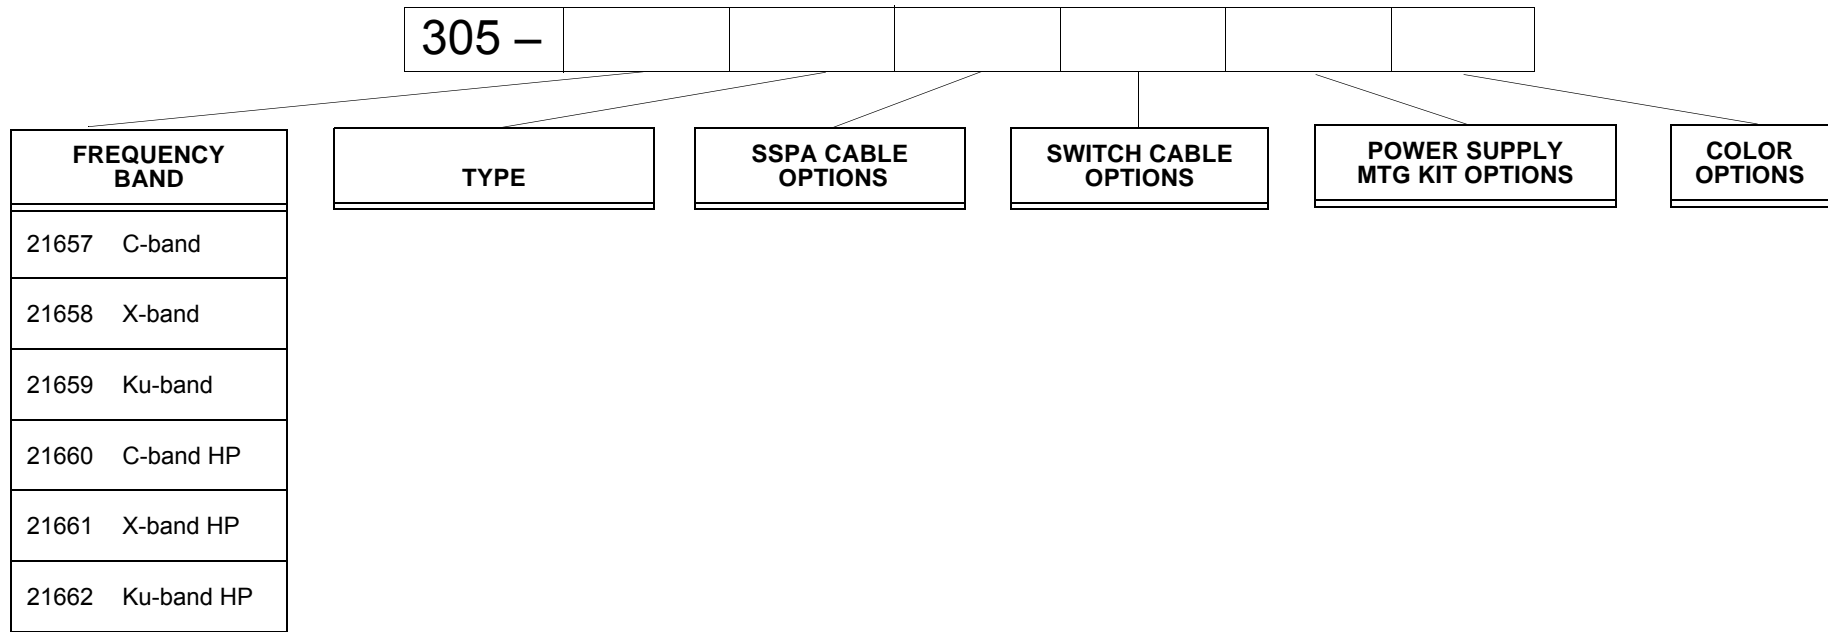 305 –
FREQUENCY
BAND
TYPE
SSPA CABLE
OPTIONS
SWITCH CABLE
OPTIONS
POWER SUPPLY
MTG KIT OPTIONS
COLOR
OPTIONS
21657 C-band
21658 X-band
21659 Ku-band
21660 C-band HP
21661 X-band HP
21662 Ku-band HP